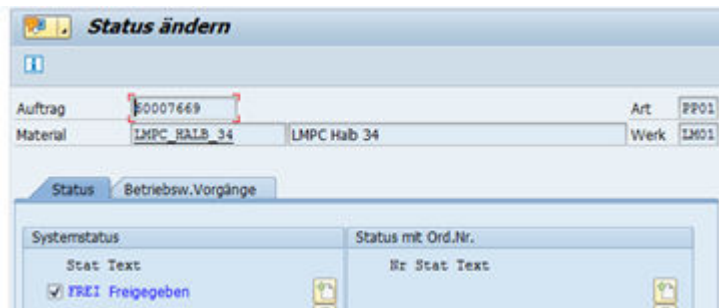 Status ändern
Auftrag 60007669 Art PP01
Material LMPC_HALB_34 LMPC Halb 34 Werk LM01
Status Betriebsw.Vorgänge
Systemstatus Status mit Ord.Nr.
Stat Text Nr Stat Text
FREI Freigegeben